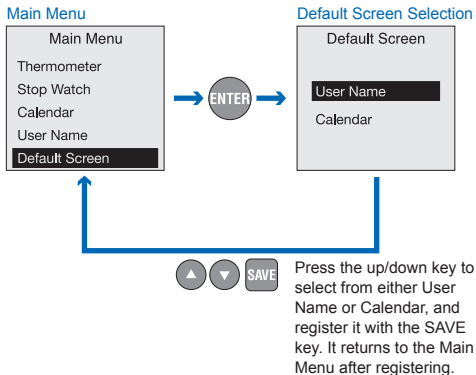 Main Menu
Default Screen Selection
Main Menu
Thermometer
Stop Watch
Calendar
User Name
Default Screen
ENTER
Default Screen
User Name
Calendar
SAVE
Press the up/down key to
select from either User
Name or Calendar, and
register it with the SAVE
key. It returns to the Main
Menu after registering.